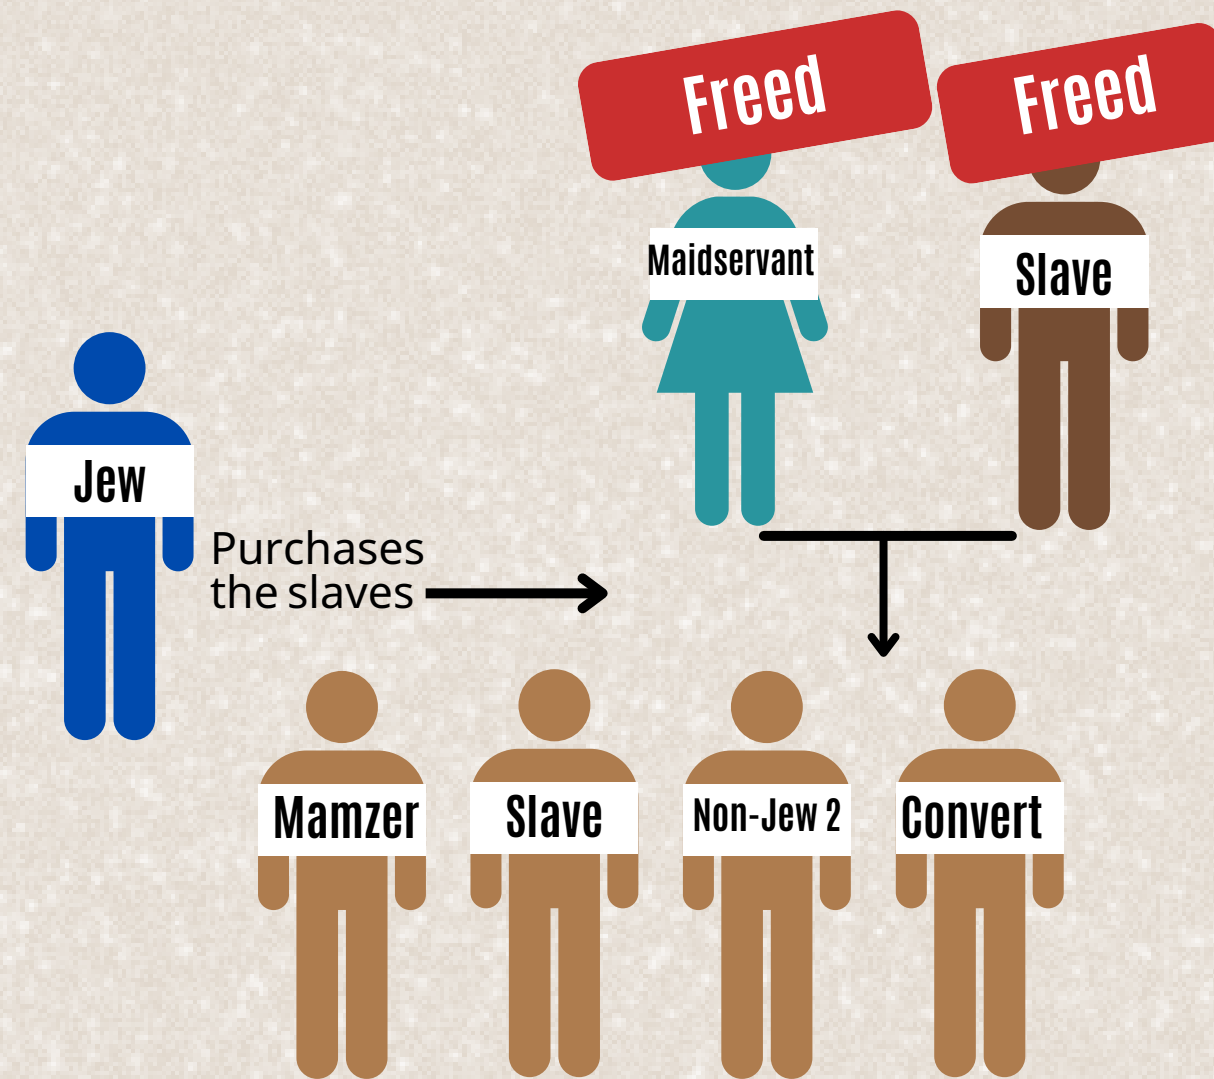 Freed
Freed
Maidservant
Slave
Jew
Purchases
the slaves
Mamzer
Slave
Non-Jew 2
Convert